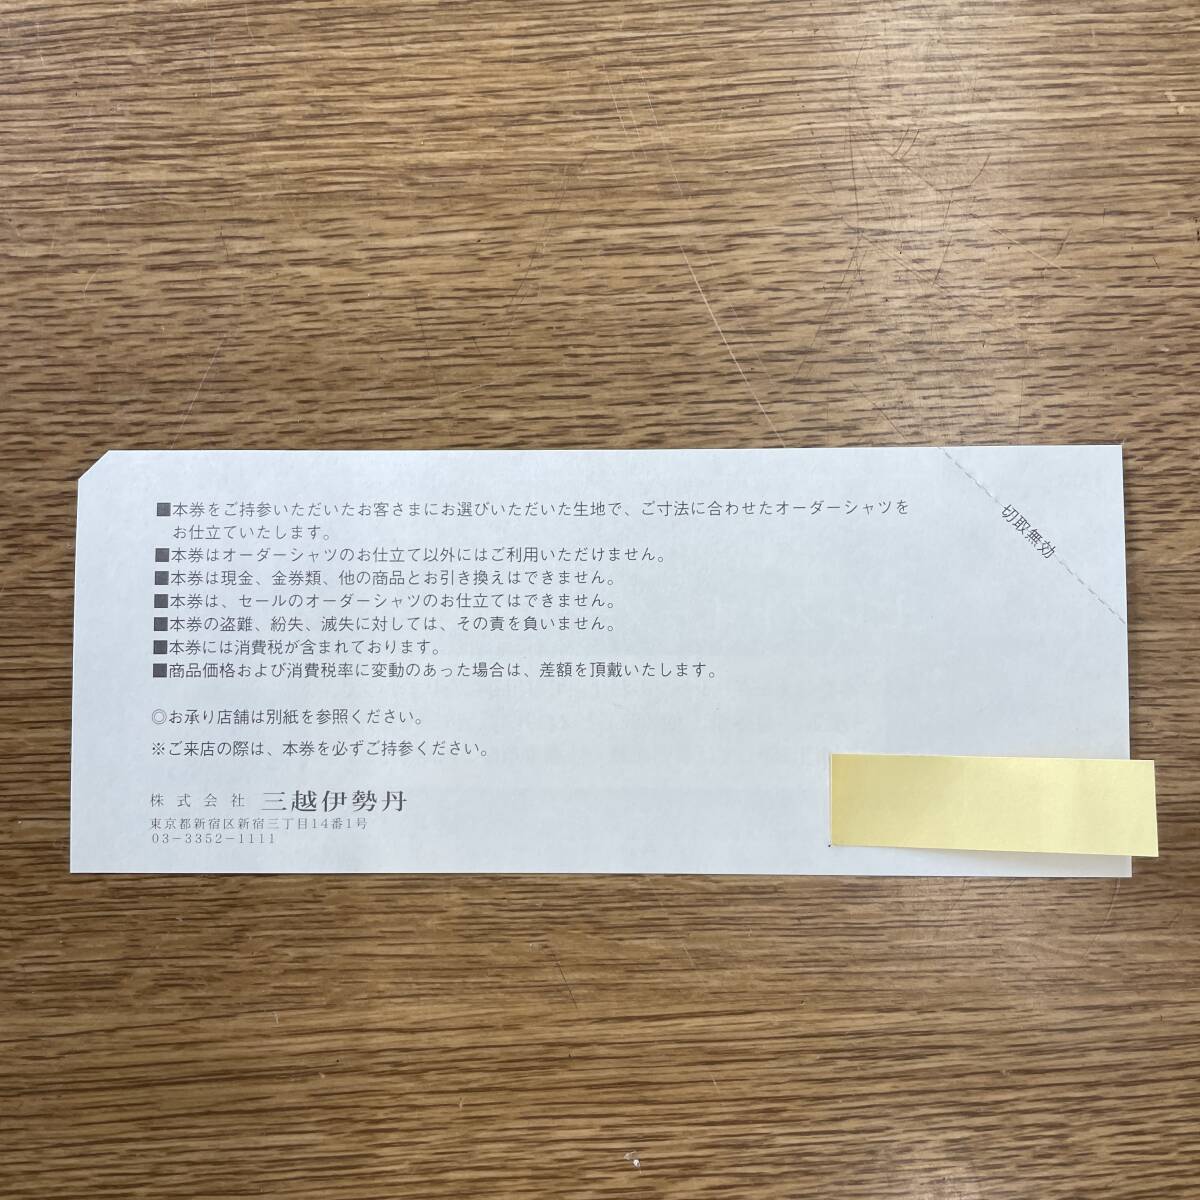 ■本券をご持参いただいたお客さまにお選びいただいた生地で、ご寸法に合わせたオーダーシャツを
お仕立ていたします。
■本券はオーダーシャツのお仕立て以外にはご利用いただけません。
■本券は現金、金券類、他の商品とお引き換えはできません。
■本券は、セールのオーダーシャツのお仕立てはできません。
■本券の盗難、紛失、滅失に対しては、その責を負いません。
■本券には消費税が含まれております。
■商品価格および消費税率に変動のあった場合は、差額を頂戴いたします。
◎お承り店舗は別紙を参照ください。
※ご来店の際は、本券を必ずご持参ください。
株式会社 三越伊勢丹
東京都新宿区新宿三丁目14番1号
03-3352-1111
切取無効